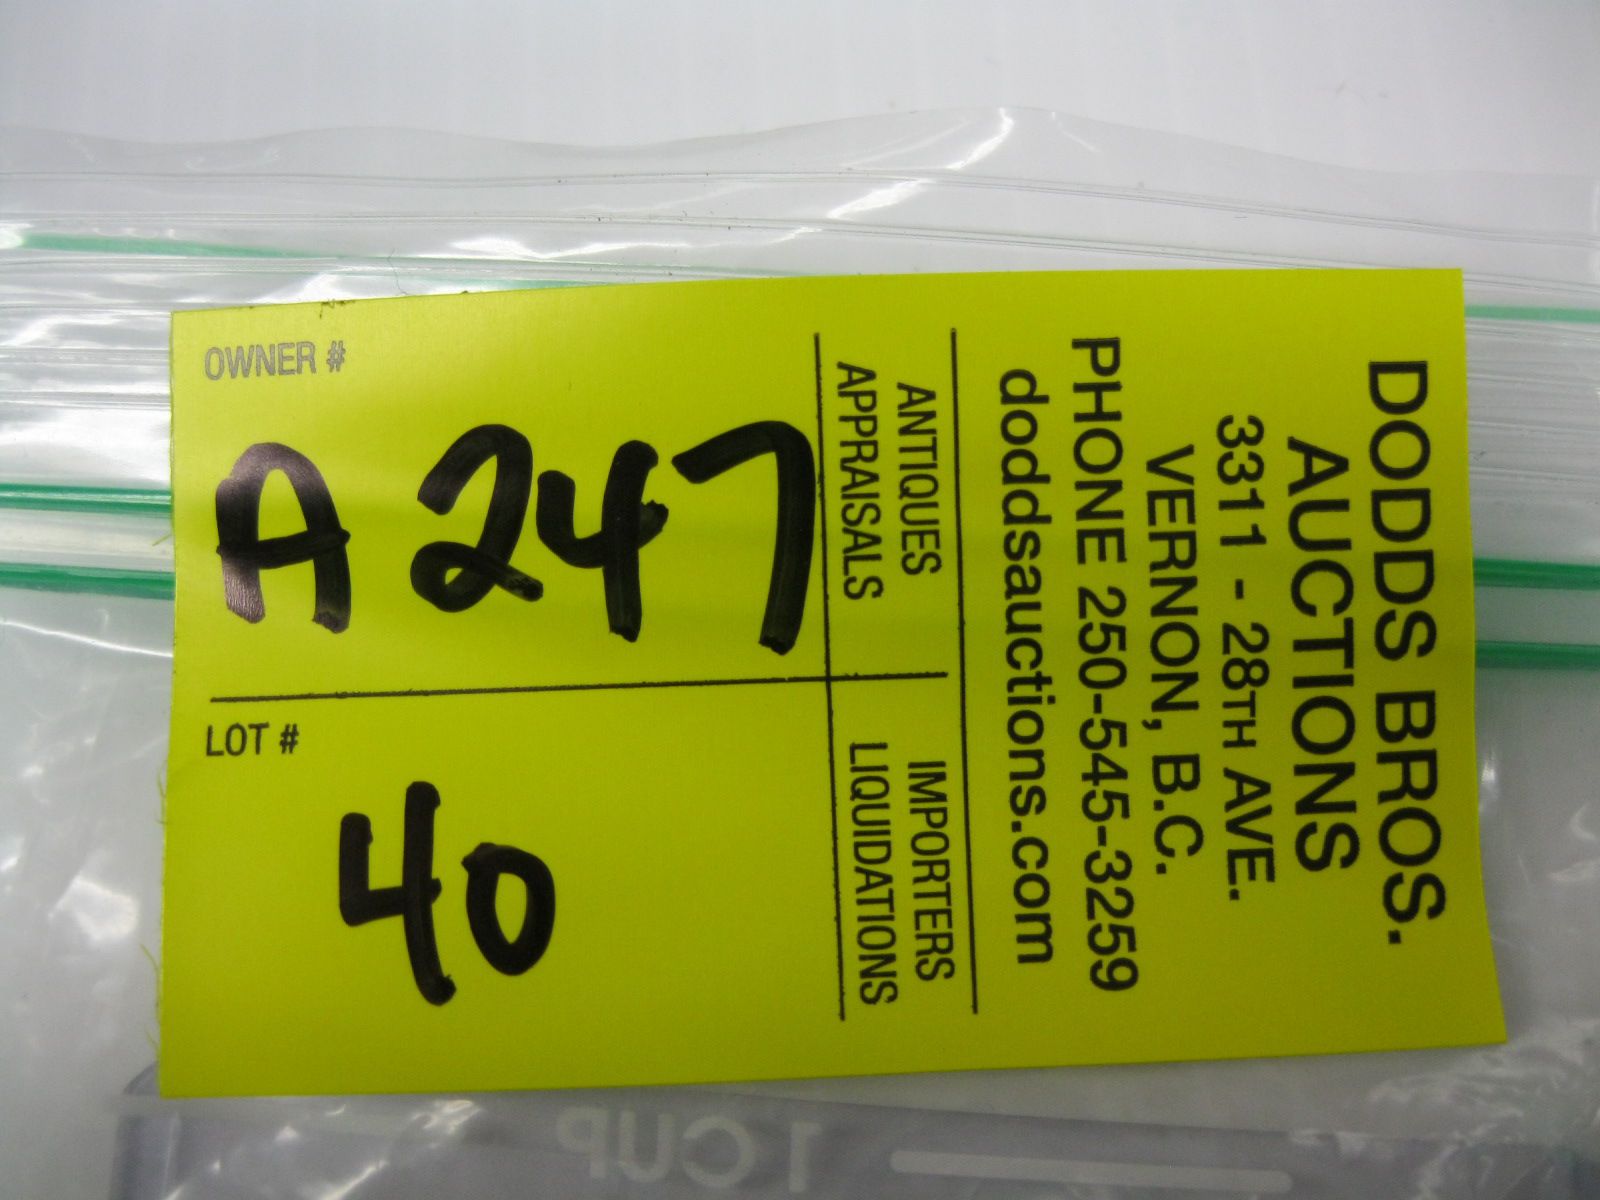 DODDS BROS.
AUCTIONS
3311 - 28TH AVE.
VERNON, B.C.
PHONE 250-545-3259
doddsauctions.com
ANTIQUES
APPRAISALS
IMPORTERS
LIQUIDATIONS
OWNER #
A 247
LOT #
40
1 CUP